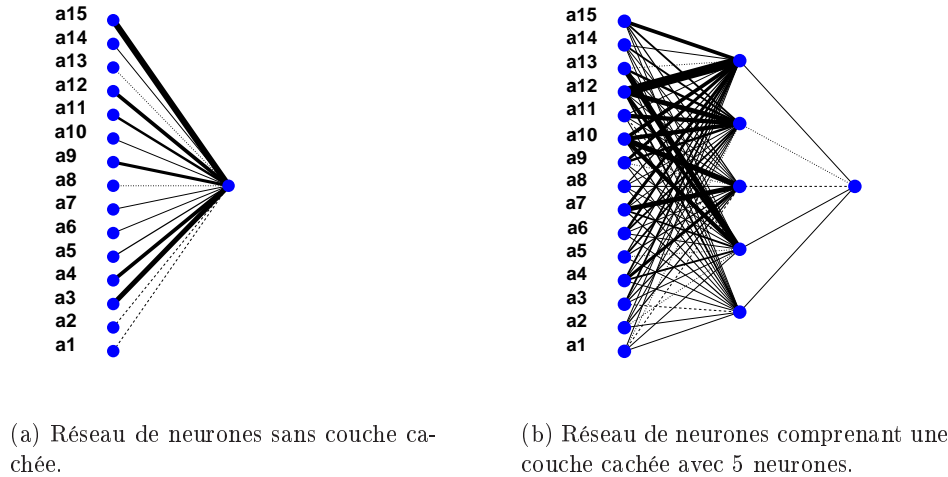 a15
a14
a13
a12
a11
a10
a9
a8
a7
a6
a5
a4
a3
a2
a1
(a) Réseau de neurones sans couche ca-
chée.
a15
a14
a13
a12
a11
a10
a9
a8
a7
a6
a5
a4
a3
a2
a1
(b) Réseau de neurones comprenant une
couche cachée avec 5 neurones.